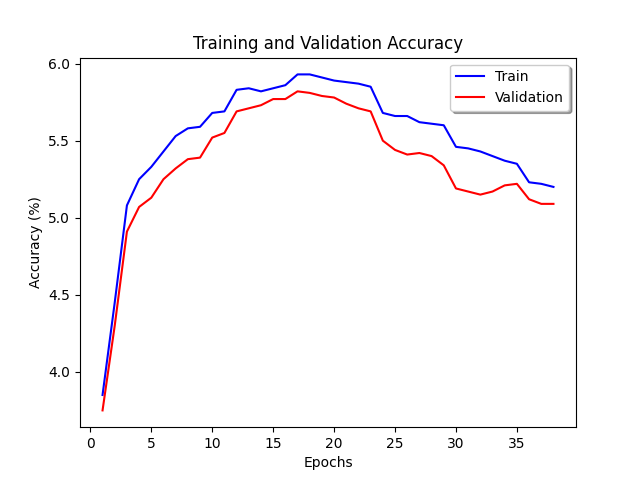 Training and Validation Accuracy
Train
Validation
6.0
5.5
5.0
4.5
4.0
Accuracy (%)
0 5 10 15 20 25 30 35
Epochs